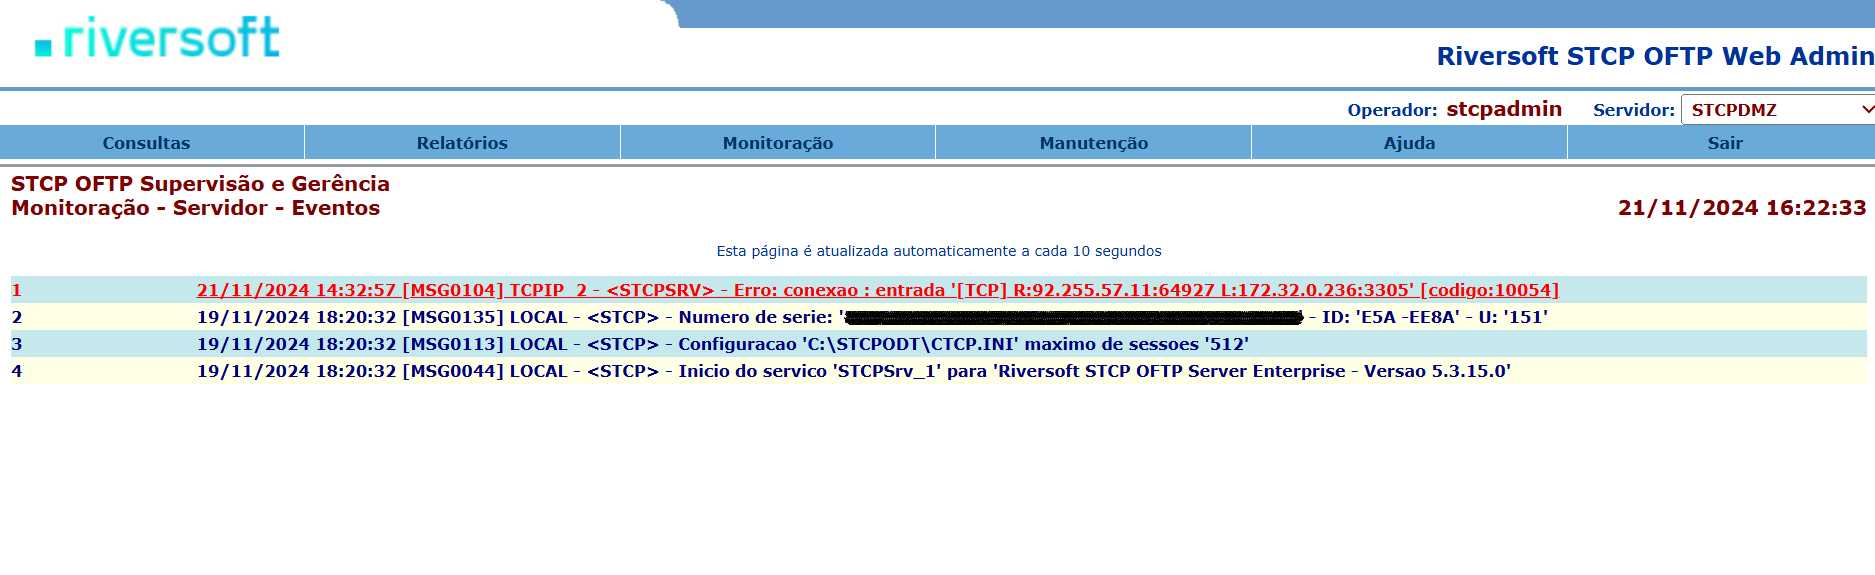 riversoft
Riversoft STCP OFTP Web Admin
Operador: stcpadmin Servidor: STCPDMZ
Consultas Relatórios Monitoração Manutenção Ajuda Sair
STCP OFTP Supervisão e Gerência
Monitoração - Servidor - Eventos 21/11/2024 16:22:33
Esta página é atualizada automaticamente a cada 10 segundos
1 21/11/2024 14:32:57 [MSG0104] TCPIP_2 - <STCPSRV> - Erro: conexao : entrada '[TCP] R:92.255.57.11:64927 L:172.32.0.236:3305' [codigo:10054]
2 19/11/2024 18:20:32 [MSG0135] LOCAL - <STCP> - Numero de serie: ' - ID: 'E5A -EE8A' - U: '151'
3 19/11/2024 18:20:32 [MSG0113] LOCAL - <STCP> - Configuracao 'C:\STCPODT\CTCP.INI' maximo de sessoes '512'
4 19/11/2024 18:20:32 [MSG0044] LOCAL - <STCP> - Inicio do servico 'STCPSrv_1' para 'Riversoft STCP OFTP Server Enterprise - Versao 5.3.15.0'